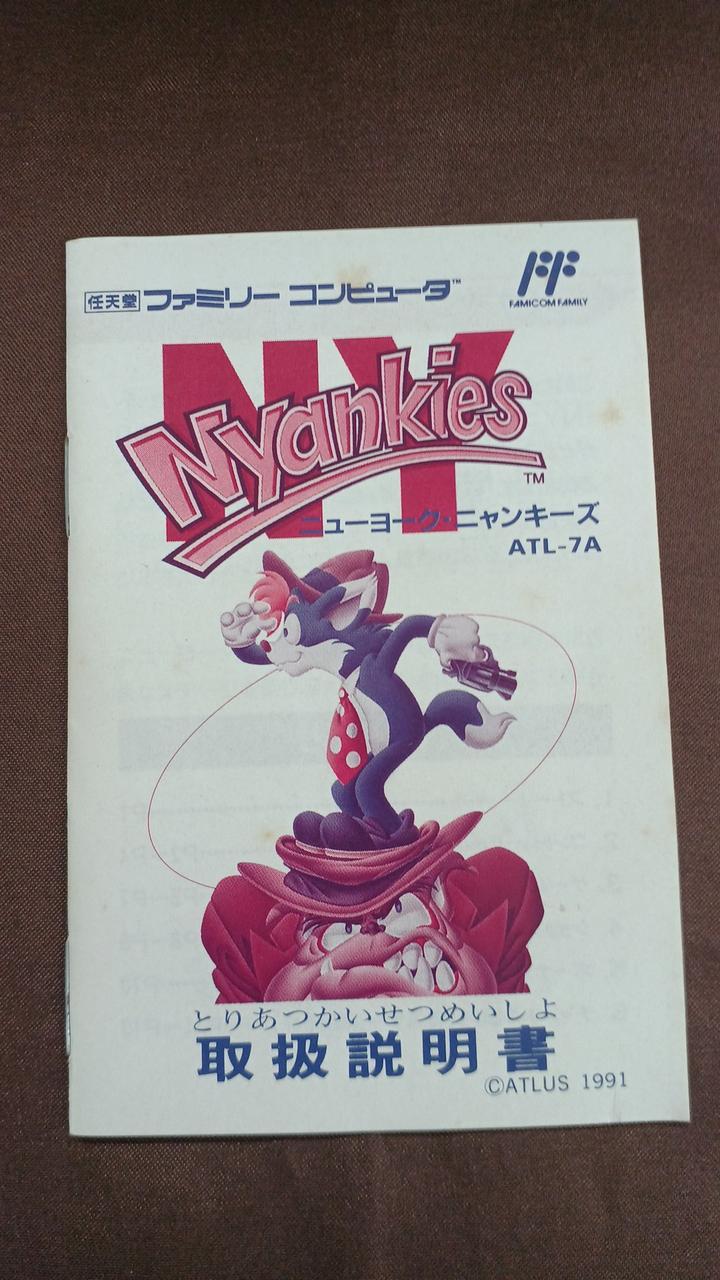 任天堂 ファミリー コンピュータ™
FAMICOM FAMILY
NY
Nyankies
TM
ニューヨーク・ニャンキーズ
ATL-7A
とりあつかいせつめいしよ
取扱説明書
©ATLUS 1991